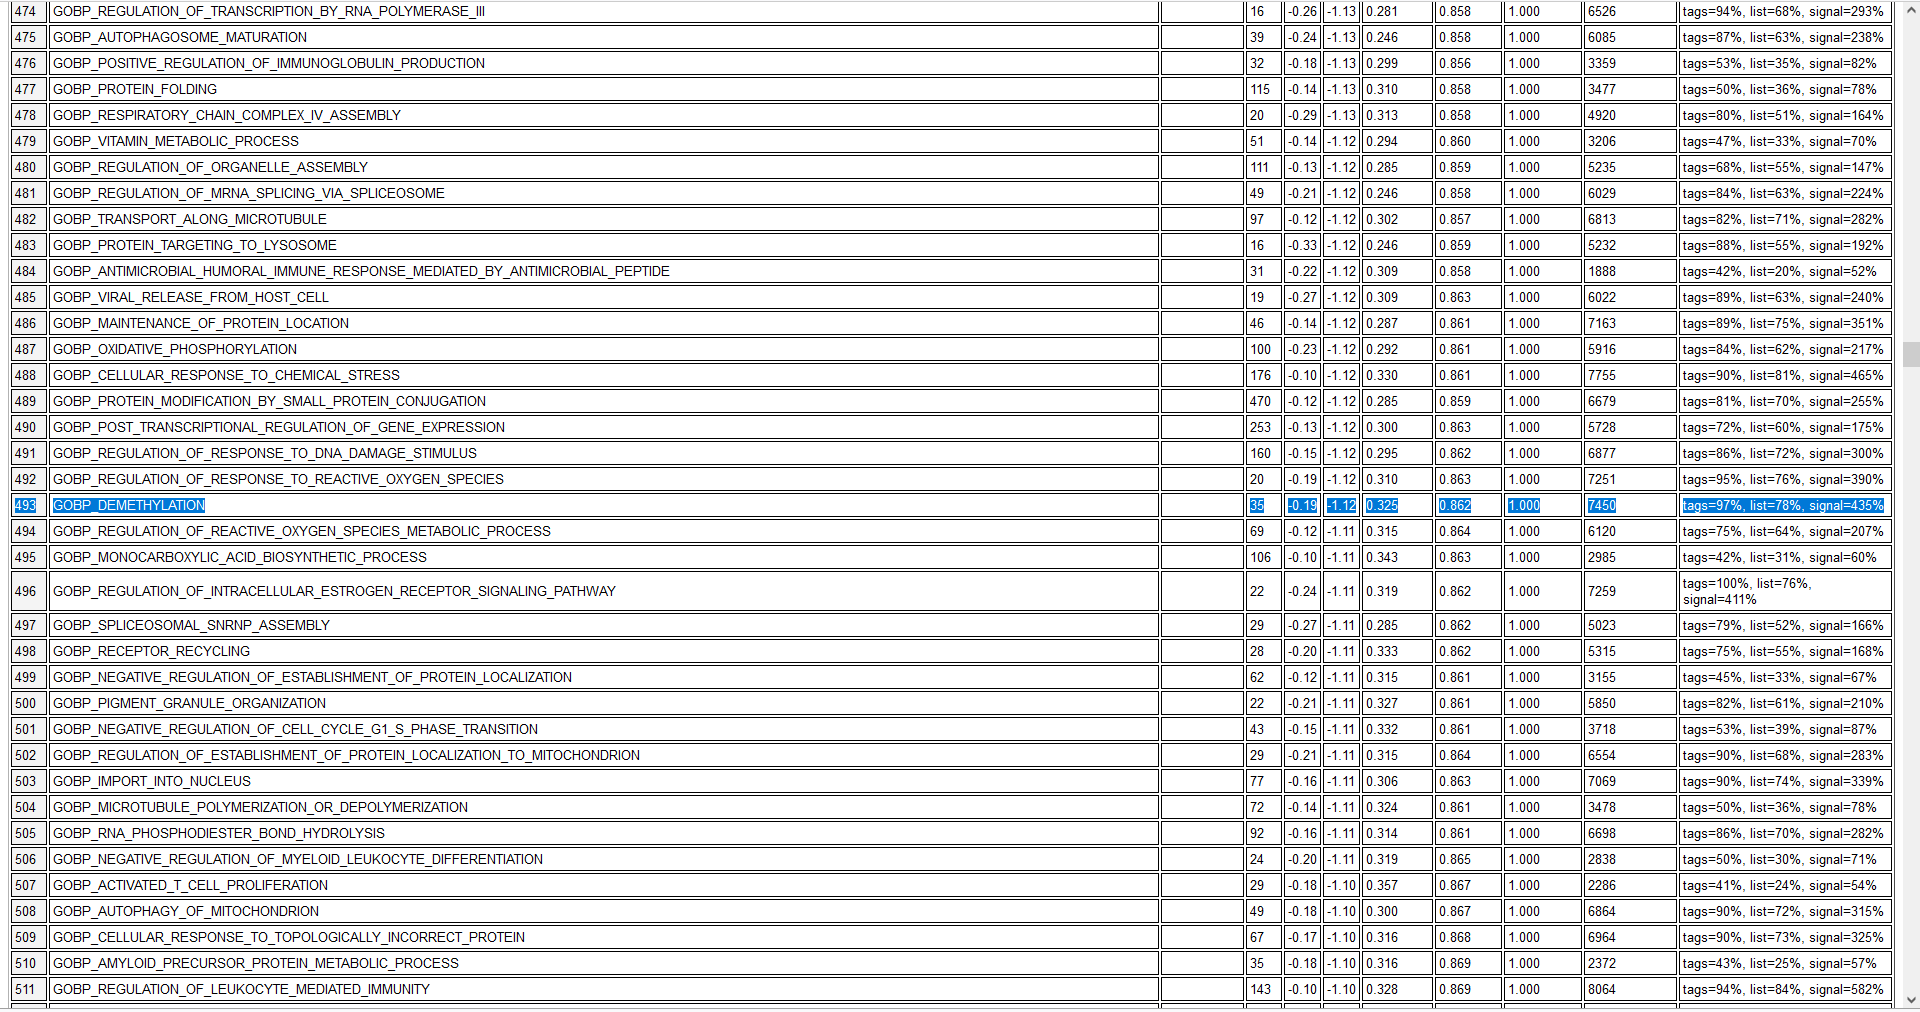 474 GOBP_REGULATION_OF_TRANSCRIPTION_BY_RNA_POLYMERASE_III 16 -0.26 -1.13 0.281 0.858 1.000 6526 tags=94%, list=68%, signal=293%
475 GOBP_AUTOPHAGOSOME_MATURATION 39 -0.24 -1.13 0.246 0.858 1.000 6085 tags=87%, list=63%, signal=238%
476 GOBP_POSITIVE_REGULATION_OF_IMMUNOGLOBULIN_PRODUCTION 32 -0.18 -1.13 0.299 0.856 1.000 3359 tags=53%, list=35%, signal=82%
477 GOBP_PROTEIN_FOLDING 115 -0.14 -1.13 0.310 0.858 1.000 3477 tags=50%, list=36%, signal=78%
478 GOBP_RESPIRATORY_CHAIN_COMPLEX_IV_ASSEMBLY 20 -0.29 -1.13 0.313 0.858 1.000 4920 tags=80%, list=51%, signal=164%
479 GOBP_VITAMIN_METABOLIC_PROCESS 51 -0.14 -1.12 0.294 0.860 1.000 3206 tags=47%, list=33%, signal=70%
480 GOBP_REGULATION_OF_ORGANELLE_ASSEMBLY 111 -0.13 -1.12 0.285 0.859 1.000 5235 tags=68%, list=55%, signal=147%
481 GOBP_REGULATION_OF_MRNA_SPLICING_VIA_SPLICEOSOME 49 -0.21 -1.12 0.246 0.858 1.000 6029 tags=84%, list=63%, signal=224%
482 GOBP_TRANSPORT_ALONG_MICROTUBULE 97 -0.12 -1.12 0.302 0.857 1.000 6813 tags=82%, list=71%, signal=282%
483 GOBP_PROTEIN_TARGETING_TO_LYSOSOME 16 -0.33 -1.12 0.246 0.859 1.000 5232 tags=88%, list=55%, signal=192%
484 GOBP_ANTIMICROBIAL_HUMORAL_IMMUNE_RESPONSE_MEDIATED_BY_ANTIMICROBIAL_PEPTIDE 31 -0.22 -1.12 0.309 0.858 1.000 1888 tags=42%, list=20%, signal=52%
485 GOBP_VIRAL_RELEASE_FROM_HOST_CELL 19 -0.27 -1.12 0.309 0.863 1.000 6022 tags=89%, list=63%, signal=240%
486 GOBP_MAINTENANCE_OF_PROTEIN_LOCATION 46 -0.14 -1.12 0.287 0.861 1.000 7163 tags=89%, list=75%, signal=351%
487 GOBP_OXIDATIVE_PHOSPHORYLATION 100 -0.23 -1.12 0.292 0.861 1.000 5916 tags=84%, list=62%, signal=217%
488 GOBP_CELLULAR_RESPONSE_TO_CHEMICAL_STRESS 176 -0.10 -1.12 0.330 0.861 1.000 7755 tags=90%, list=81%, signal=465%
489 GOBP_PROTEIN_MODIFICATION_BY_SMALL_PROTEIN_CONJUGATION 470 -0.12 -1.12 0.285 0.859 1.000 6679 tags=81%, list=70%, signal=255%
490 GOBP_POST_TRANSCRIPTIONAL_REGULATION_OF_GENE_EXPRESSION 253 -0.13 -1.12 0.300 0.863 1.000 5728 tags=72%, list=60%, signal=175%
491 GOBP_REGULATION_OF_RESPONSE_TO_DNA_DAMAGE_STIMULUS 160 -0.15 -1.12 0.295 0.862 1.000 6877 tags=86%, list=72%, signal=300%
492 GOBP_REGULATION_OF_RESPONSE_TO_REACTIVE_OXYGEN_SPECIES 20 -0.19 -1.12 0.310 0.863 1.000 7251 tags=95%, list=76%, signal=390%
493 GOBP_DEMETHYLATION 35 -0.19 -1.12 0.325 0.862 1.000 7450 tags=97%, list=78%, signal=435%
494 GOBP_REGULATION_OF_REACTIVE_OXYGEN_SPECIES_METABOLIC_PROCESS 69 -0.12 -1.11 0.315 0.864 1.000 6120 tags=75%, list=64%, signal=207%
495 GOBP_MONOCARBOXYLIC_ACID_BIOSYNTHETIC_PROCESS 106 -0.10 -1.11 0.343 0.863 1.000 2985 tags=42%, list=31%, signal=60%
496 GOBP_REGULATION_OF_INTRACELLULAR_ESTROGEN_RECEPTOR_SIGNALING_PATHWAY 22 -0.24 -1.11 0.319 0.862 1.000 7259 tags=100%, list=76%,
signal=411%
497 GOBP_SPLICEOSOMAL_SNRNP_ASSEMBLY 29 -0.27 -1.11 0.285 0.862 1.000 5023 tags=79%, list=52%, signal=166%
498 GOBP_RECEPTOR_RECYCLING 28 -0.20 -1.11 0.333 0.862 1.000 5315 tags=75%, list=55%, signal=168%
499 GOBP_NEGATIVE_REGULATION_OF_ESTABLISHMENT_OF_PROTEIN_LOCALIZATION 62 -0.12 -1.11 0.315 0.861 1.000 3155 tags=45%, list=33%, signal=67%
500 GOBP_PIGMENT_GRANULE_ORGANIZATION 22 -0.21 -1.11 0.327 0.861 1.000 5850 tags=82%, list=61%, signal=210%
501 GOBP_NEGATIVE_REGULATION_OF_CELL_CYCLE_G1_S_PHASE_TRANSITION 43 -0.15 -1.11 0.332 0.861 1.000 3718 tags=53%, list=39%, signal=87%
502 GOBP_REGULATION_OF_ESTABLISHMENT_OF_PROTEIN_LOCALIZATION_TO_MITOCHONDRION 29 -0.21 -1.11 0.315 0.864 1.000 6554 tags=90%, list=68%, signal=283%
503 GOBP_IMPORT_INTO_NUCLEUS 77 -0.16 -1.11 0.306 0.863 1.000 7069 tags=90%, list=74%, signal=339%
504 GOBP_MICROTUBULE_POLYMERIZATION_OR_DEPOLYMERIZATION 72 -0.14 -1.11 0.324 0.861 1.000 3478 tags=50%, list=36%, signal=78%
505 GOBP_RNA_PHOSPHODIESTER_BOND_HYDROLYSIS 92 -0.16 -1.11 0.314 0.861 1.000 6698 tags=86%, list=70%, signal=282%
506 GOBP_NEGATIVE_REGULATION_OF_MYELOID_LEUKOCYTE_DIFFERENTIATION 24 -0.20 -1.11 0.319 0.865 1.000 2838 tags=50%, list=30%, signal=71%
507 GOBP_ACTIVATED_T_CELL_PROLIFERATION 29 -0.18 -1.10 0.357 0.867 1.000 2286 tags=41%, list=24%, signal=54%
508 GOBP_AUTOPHAGY_OF_MITOCHONDRION 49 -0.18 -1.10 0.300 0.867 1.000 6864 tags=90%, list=72%, signal=315%
509 GOBP_CELLULAR_RESPONSE_TO_TOPOLOGICALLY_INCORRECT_PROTEIN 67 -0.17 -1.10 0.316 0.868 1.000 6964 tags=90%, list=73%, signal=325%
510 GOBP_AMYLOID_PRECURSOR_PROTEIN_METABOLIC_PROCESS 35 -0.18 -1.10 0.316 0.869 1.000 2372 tags=43%, list=25%, signal=57%
511 GOBP_REGULATION_OF_LEUKOCYTE_MEDIATED_IMMUNITY 143 -0.10 -1.10 0.328 0.869 1.000 8064 tags=94%, list=84%, signal=582%